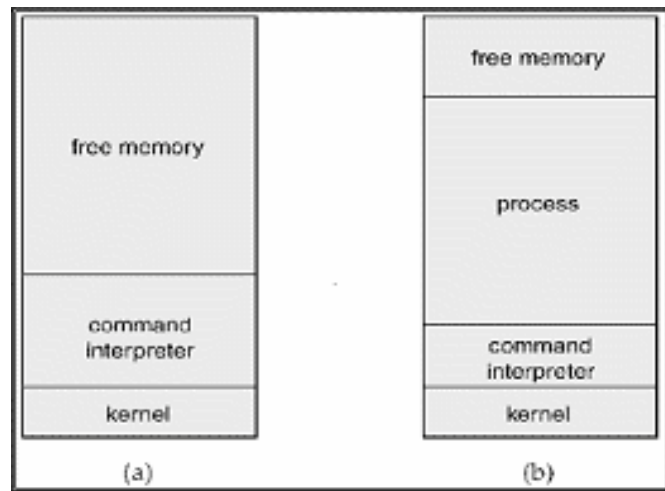 free memory
command
interpreter
kernel
(a)
free memory
process
command
interpreter
kernel
(b)